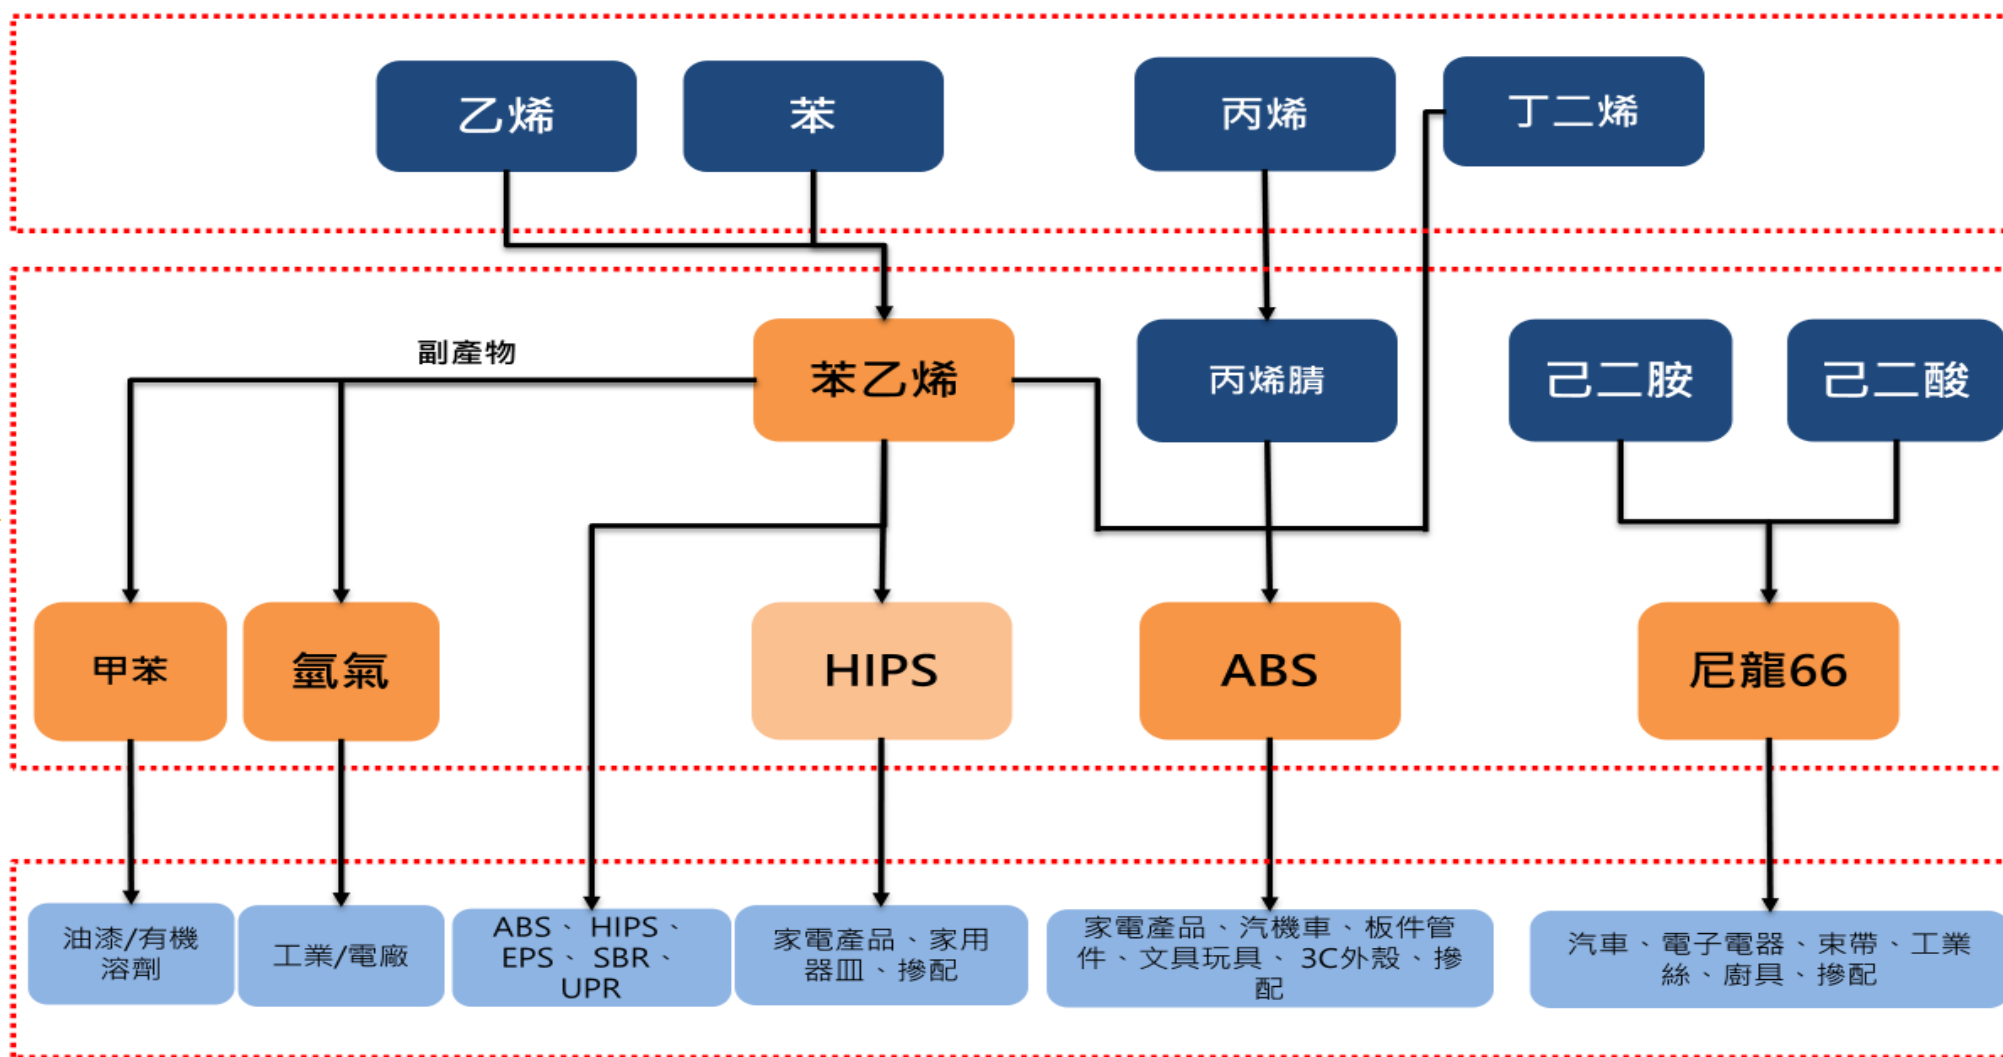 乙烯
苯
丙烯
丁二烯
副產物
苯乙烯
丙烯腈
己二胺
己二酸
甲苯
氫氣
HIPS
ABS
尼龍66
油漆/有機
溶劑
工業/電廠
ABS、HIPS、
EPS、SBR、
UPR
家電產品、家用
器皿、摻配
家電產品、汽機車、板件管
件、文具玩具、3C外殼、摻
配
汽車、電子電器、束帶、工業
絲、廚具、摻配